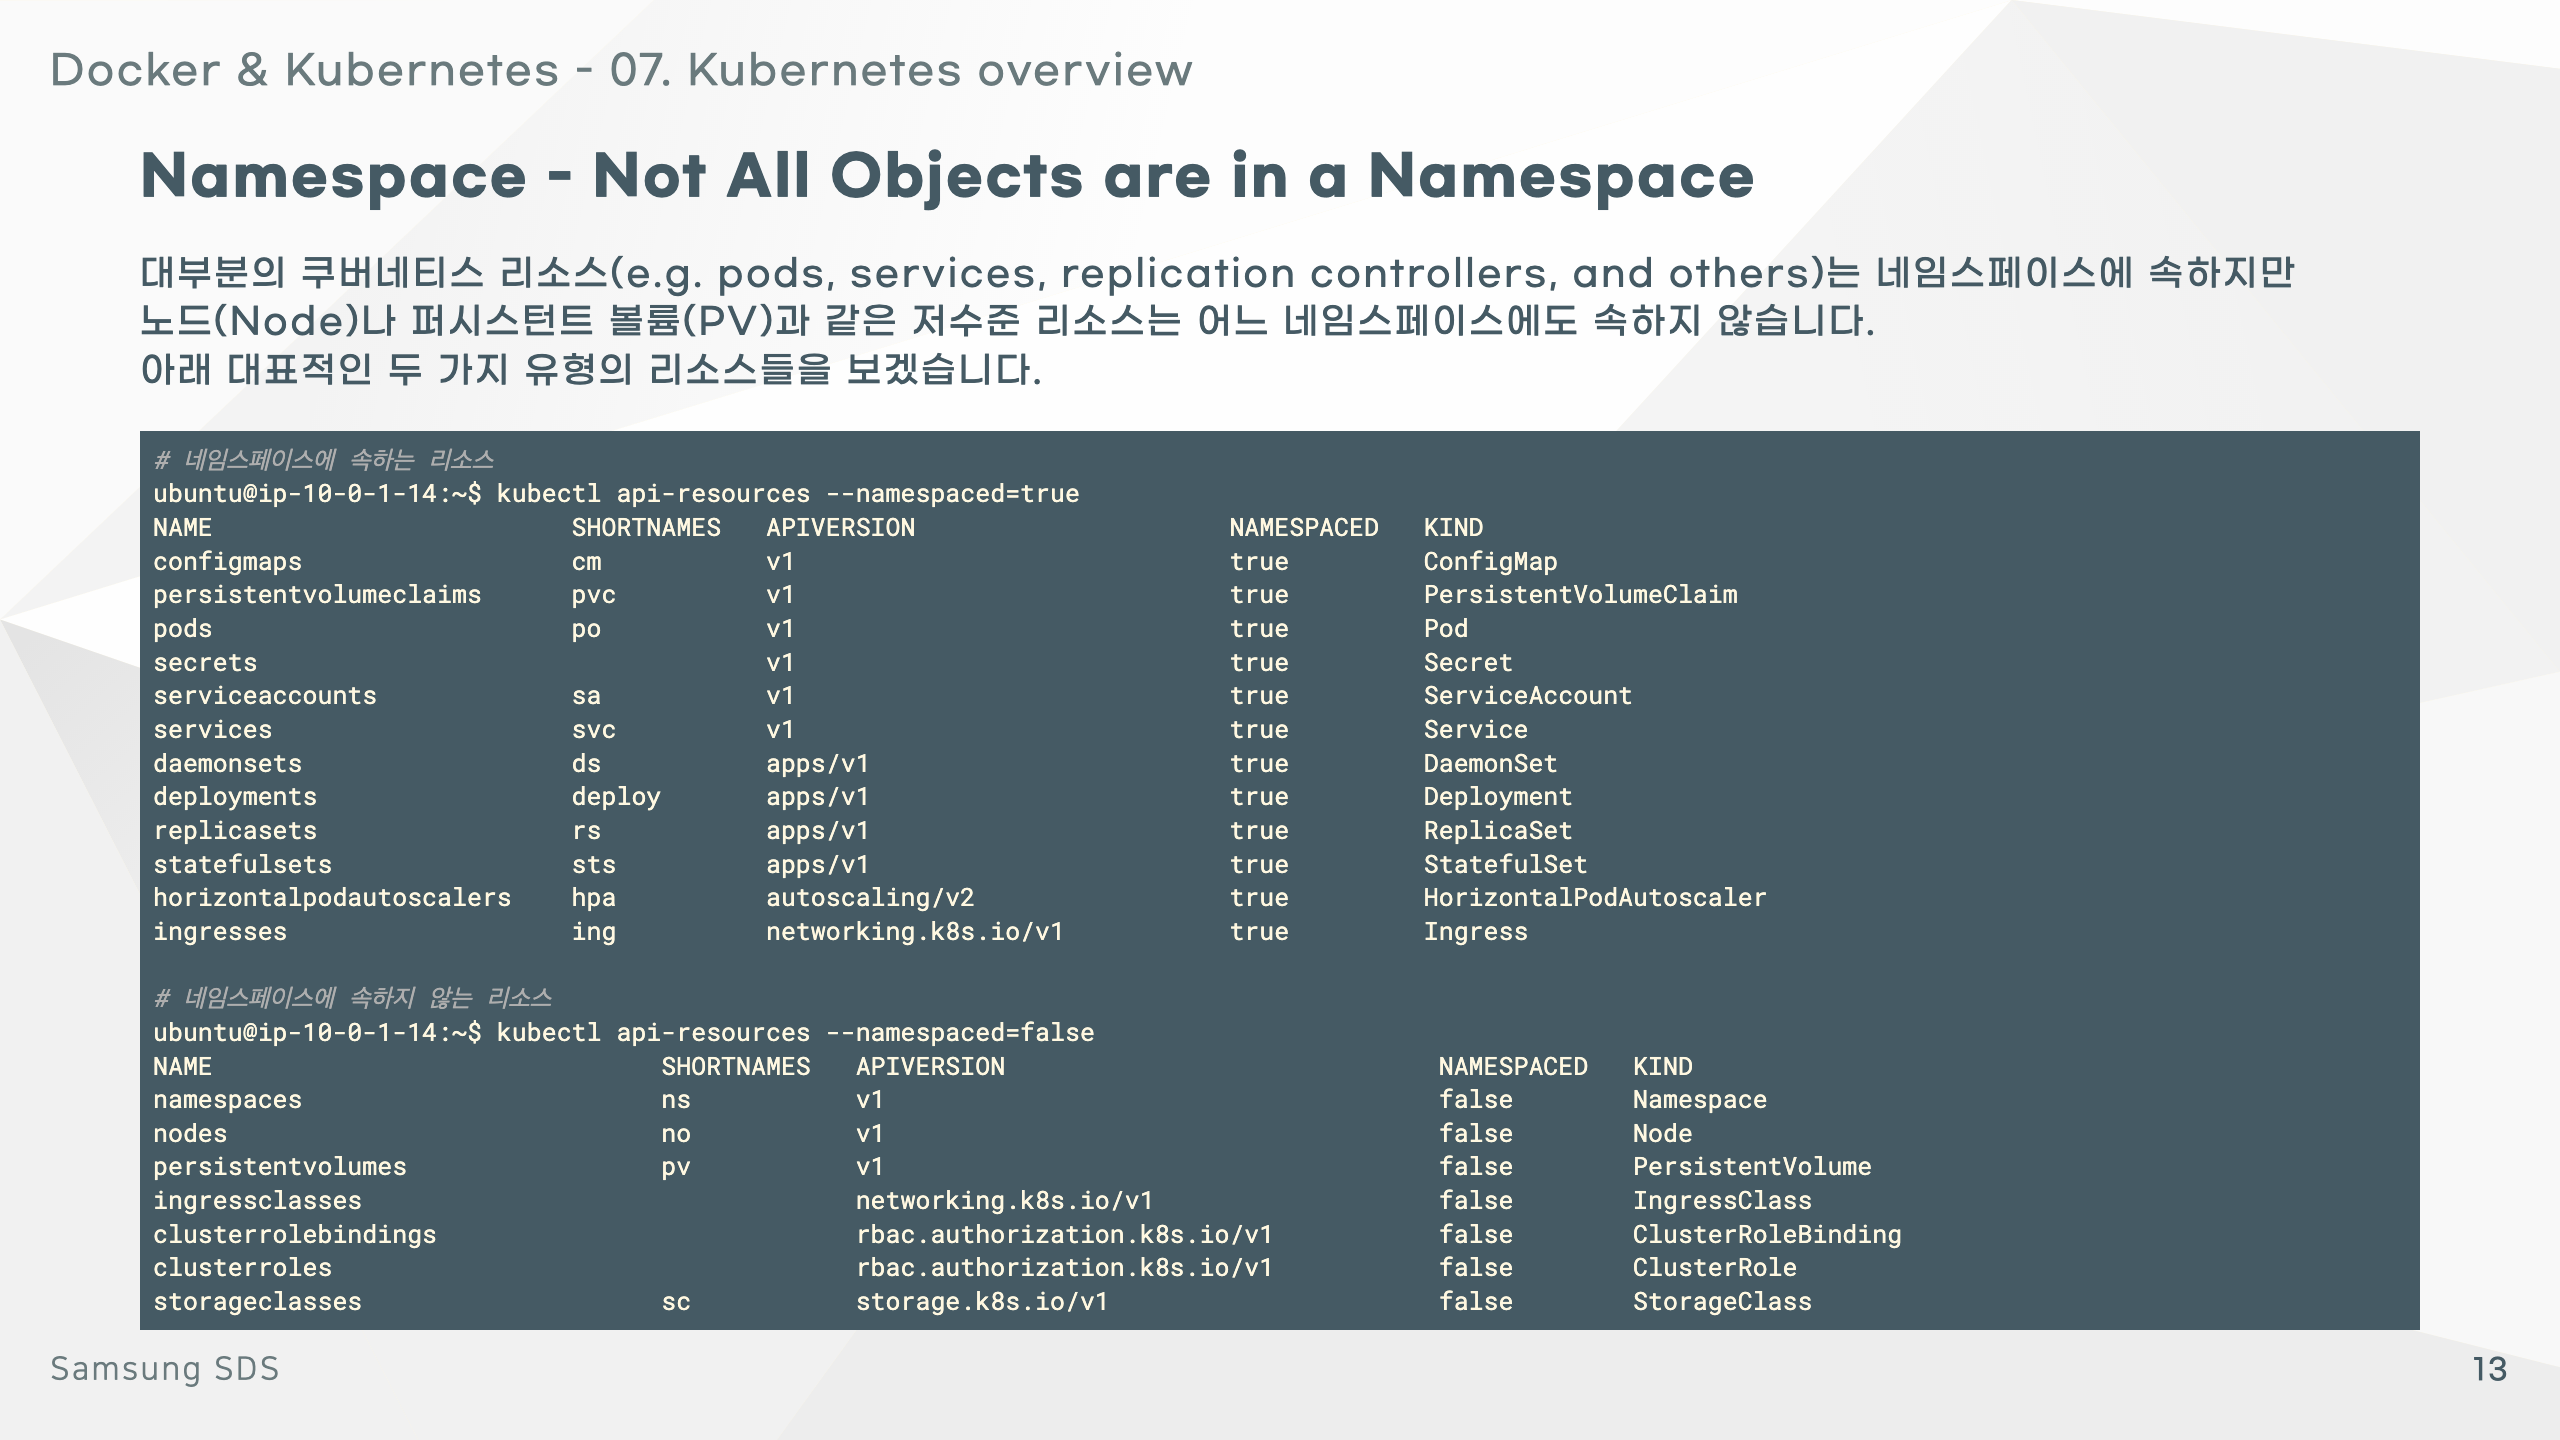 Docker & Kubernetes - 07. Kubernetes overview
Namespace - Not All Objects are in a Namespace
대부분의 쿠버네티스 리소스(e.g. pods, services, replication controllers, and others)는 네임스페이스에 속하지만
노드(Node)나 퍼시스턴트 볼륨(PV)과 같은 저수준 리소스는 어느 네임스페이스에도 속하지 않습니다.
아래 대표적인 두 가지 유형의 리소스들을 보겠습니다.
# 네임스페이스에 속하는 리소스
ubuntu@ip-10-0-1-14:~$ kubectl api-resources --namespaced=true
NAME SHORTNAMES APIVERSION NAMESPACED KIND
configmaps cm v1 true ConfigMap
persistentvolumeclaims pvc v1 true PersistentVolumeClaim
pods po v1 true Pod
secrets v1 true Secret
serviceaccounts sa v1 true ServiceAccount
services svc v1 true Service
daemonsets ds apps/v1 true DaemonSet
deployments deploy apps/v1 true Deployment
replicasets rs apps/v1 true ReplicaSet
statefulsets sts apps/v1 true StatefulSet
horizontalpodautoscalers hpa autoscaling/v2 true HorizontalPodAutoscaler
ingresses ing networking.k8s.io/v1 true Ingress
# 네임스페이스에 속하지 않는 리소스
ubuntu@ip-10-0-1-14:~$ kubectl api-resources --namespaced=false
NAME SHORTNAMES APIVERSION NAMESPACED KIND
namespaces ns v1 false Namespace
nodes no v1 false Node
persistentvolumes pv v1 false PersistentVolume
ingressclasses networking.k8s.io/v1 false IngressClass
clusterrolebindings rbac.authorization.k8s.io/v1 false ClusterRoleBinding
clusterroles rbac.authorization.k8s.io/v1 false ClusterRole
storageclasses sc storage.k8s.io/v1 false StorageClass
Samsung SDS
13